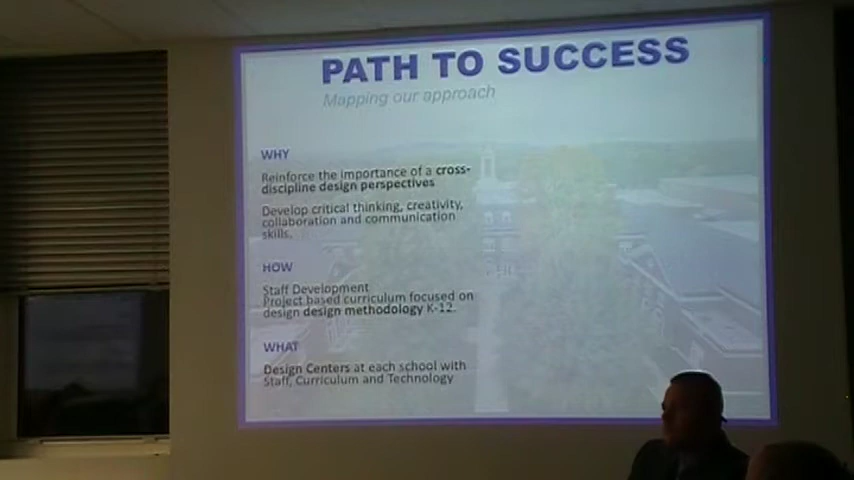 PATH TO SUCCESS
Mapping our approach
WHY
Reinforce the importance of a cross-
discipline design perspectives
Develop critical thinking, creativity,
collaboration and communication
skills.
HOW
Staff Development
Project based curriculum focused on
design design methodology K-12.
WHAT
Design Centers at each school with
Staff, Curriculum and Technology